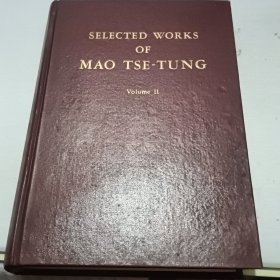 SELECTED WORKS
OF
MAO TSE-TUNG
Volume II